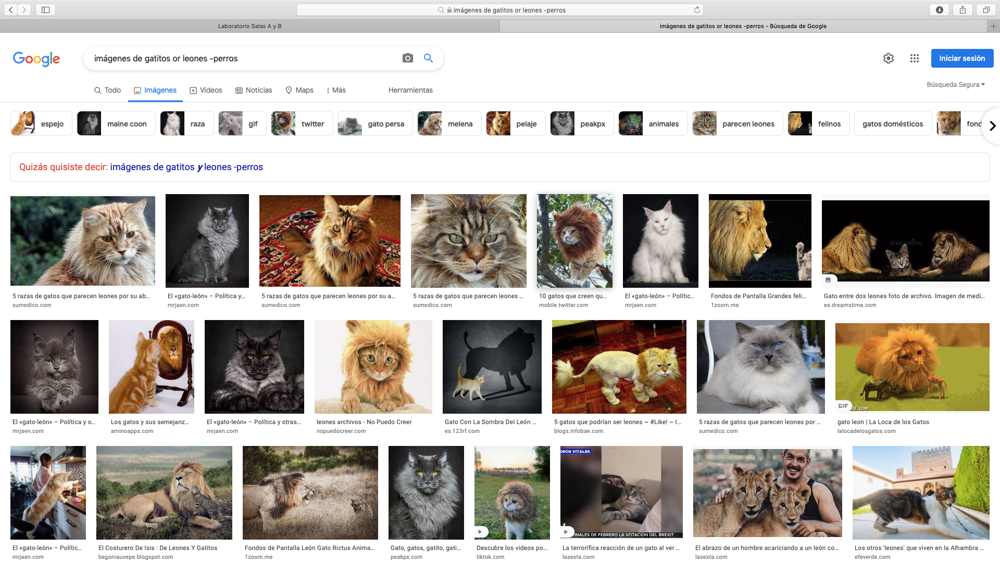 imágenes de gatitos or leones -perros
Laboratorio Salas A y B
imágenes de gatitos or leones -perros - Búsqueda de Google
Google
imágenes de gatitos or leones -perros
Iniciar sesión
Todo
Imágenes
Vídeos
Noticias
Maps
Más
Herramientas
Búsqueda Segura
espejo
maine coon
raza
gif
twitter
gato persa
melena
pelaje
peakpx
animales
parecen leones
felinos
gatos domésticos
fond
Quizás quisiste decir: imágenes de gatitos y leones -perros
dreamstime
5 razas de gatos que parecen leones por su ab...
sumedico.com
El «gato-león» – Política y...
mrjaen.com
5 razas de gatos que parecen leones por su a...
sumedico.com
5 razas de gatos que parecen leones ...
sumedico.com
10 gatos que creen qu...
mobile.twitter.com
El «gato-león» – Polític...
mrjaen.com
Fondos de Pantalla Grandes feli...
1zoom.me
Gato entre dos leones foto de archivo. Imagen de medi...
es.dreamstime.com
GIF
IF.COM
El «gato-león» – Política y o...
mrjaen.com
Los gatos y sus semejanz...
aminoapps.com
El «gato-león» – Política y otras...
mrjaen.com
leones archivos - No Puedo Creer
nopuedocreer.com
Gato Con La Sombra Del León ...
es.123rf.com
5 gatos que podrían ser leones ~ #Like! ~ I...
blogs.infobae.com
5 razas de gatos que parecen leones por ...
sumedico.com
gato leon | La Loca de los Gatos
lalocadelosgatos.com
DEOS VITALES
FINALES DE FEBRERO LA VOTACION DEL BREXIT
El «gato-león» – Polític...
mrjaen.com
El Costurero De Isis : De Leones Y Gatitos
begoniauvepe.blogspot.com
Fondos de Pantalla León Gato Rictus Anima...
1zoom.me
Gato, gatos, gatito, gati...
peakpx.com
Descubre los videos po...
tiktok.com
La terrorífica reacción de un gato al ver ...
lasexta.com
El abrazo de un hombre acariciando a un león co...
lasexta.com
Los otros 'leones' que viven en la Alhambra ...
efeverde.com